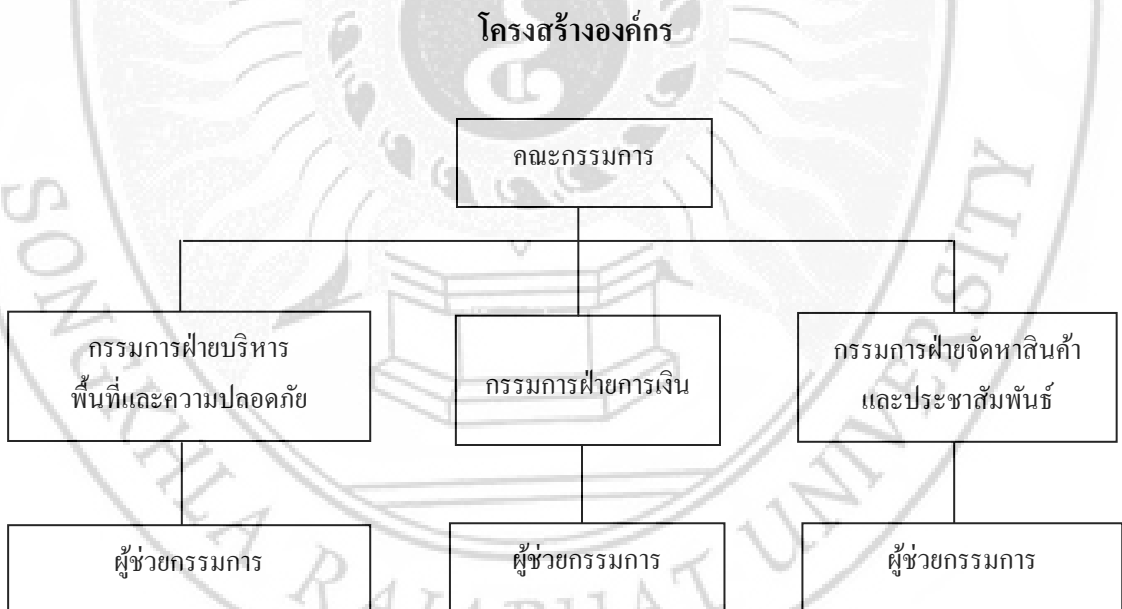 โครงสร้างองค์กร
คณะกรรมการ
กรรมการฝ่ายบริหาร
พื้นที่และความปลอดภัย
กรรมการฝ่ายการเงิน
กรรมการฝ่ายจัดหาสินค้า
และประชาสัมพันธ์
ผู้ช่วยกรรมการ
ผู้ช่วยกรรมการ
ผู้ช่วยกรรมการ
SONGKHLA RAJABHAT UNIVERSITY